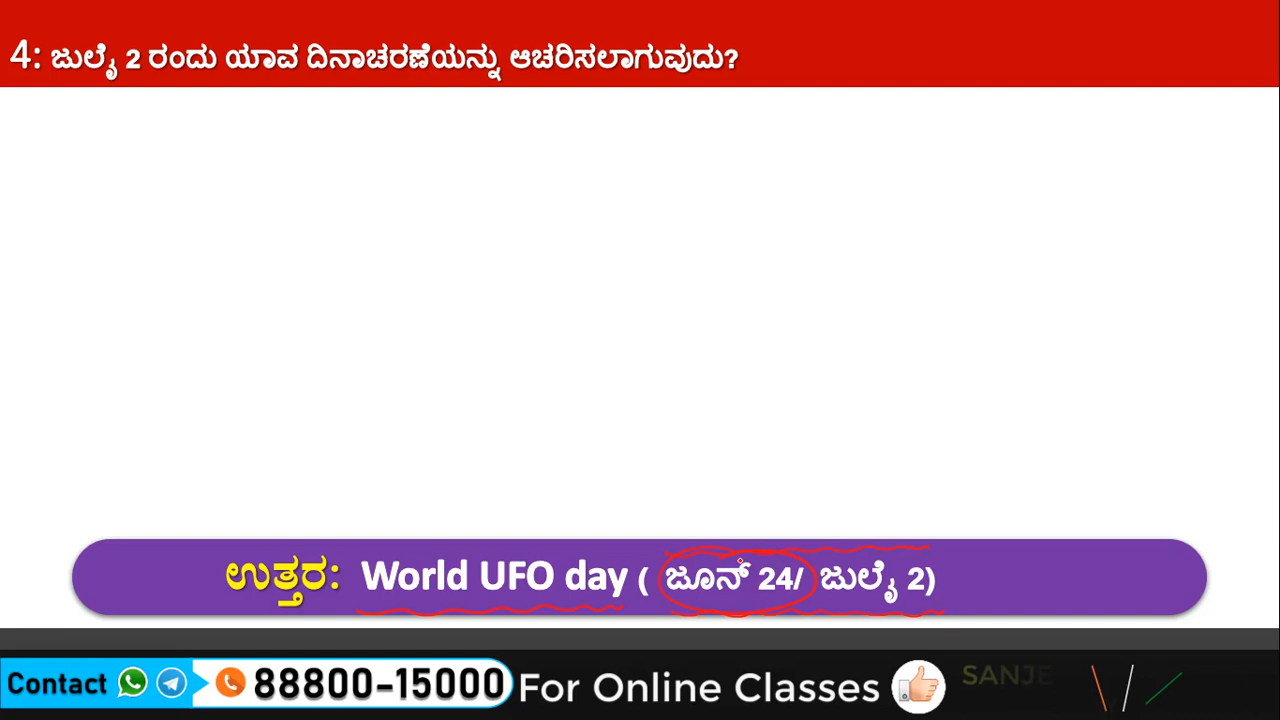 4: ಜುಲೈ 2 ರಂದು ಯಾವ ದಿನಾಚರಣೆಯನ್ನು ಆಚರಿಸಲಾಗುವುದು?
ಉತ್ತರ: World UFO day ( ಜೂನ್ 24/ ಜುಲೈ 2)
Contact 88800-15000 For Online Classes SANJE